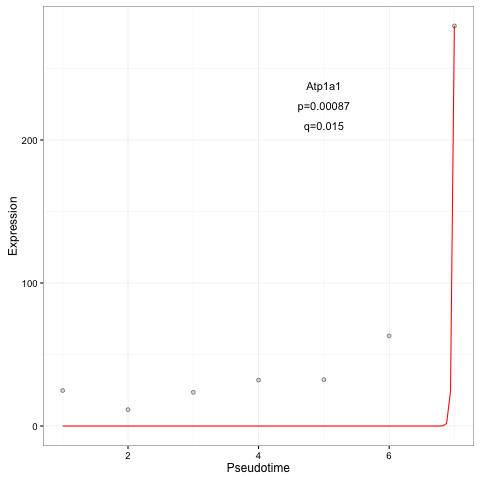 Atp1a1
p=0.00087
q=0.015
Expression
200
100
0
2
4
6
Pseudotime